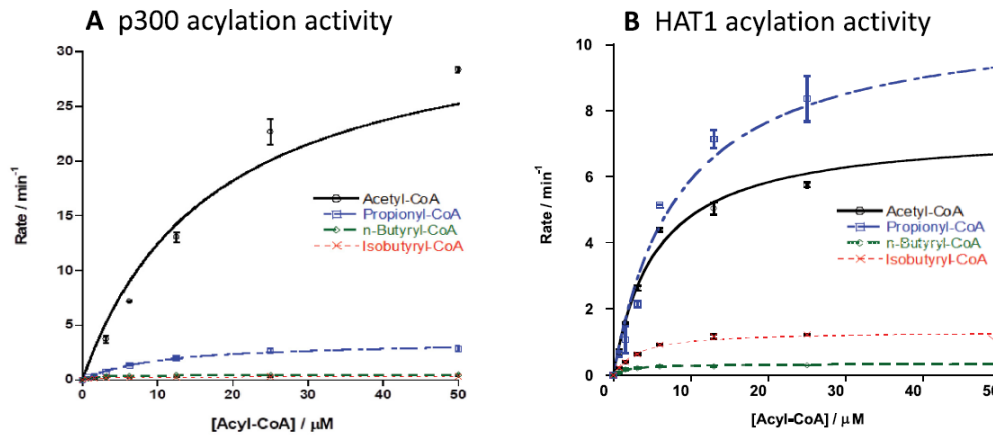 A p300 acylation activity
30
25
20
15
10
5
0
0 10 20 30 40 50
Rate / min-1
[Acyl-CoA] / μM
Acetyl-CoA
Propionyl-CoA
n-Butyryl-CoA
Isobutyryl-CoA
B HAT1 acylation activity
10
8
6
4
2
0
0 10 20 30 40 50
Rate / min-1
[Acyl-CoA] / μM
Acetyl-CoA
Propionyl-CoA
n-Butyryl-CoA
Isobutyryl-CoA